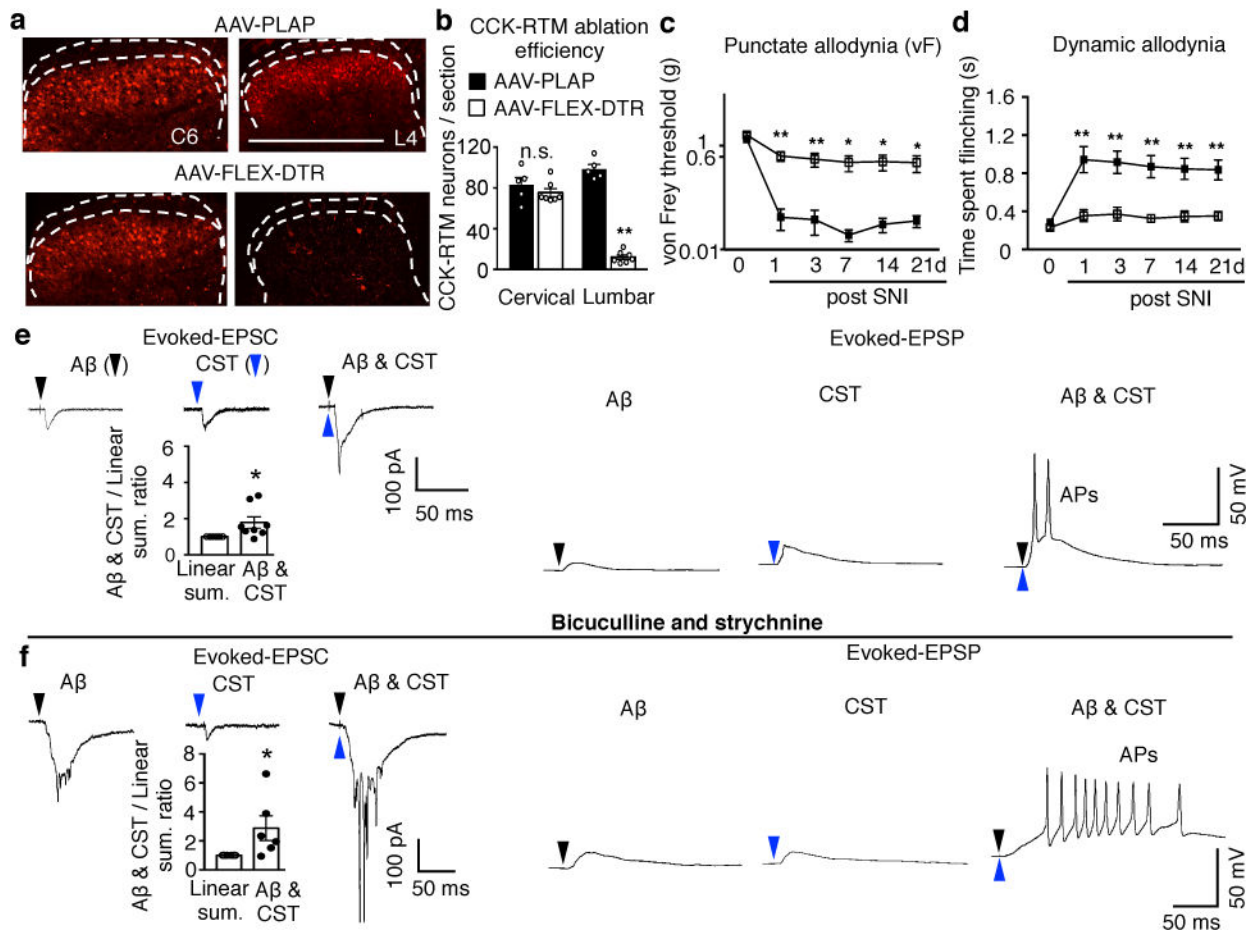 a
AAV-PLAP
C6
L4
AAV-FLEX-DTR
b
CCK-RTM ablation
efficiency
AAV-PLAP
AAV-FLEX-DTR
CCK-RTM neurons / section
120
80
40
0
n.s.
**
Cervical Lumbar
c
Punctate allodynia (vF)
von Frey threshold (g)
1
0.6
0.01
** ** * * *
0 1 3 7 14 21d
post SNI
d
Dynamic allodynia
Time spent flinching (s)
1.6
1.2
0.8
0.4
0
** ** ** ** **
0 1 3 7 14 21d
post SNI
e
Evoked-EPSC
Aβ ( )
CST ( )
Aβ & CST
Aβ & CST / Linear
sum. ratio
6
4
2
0
*
Linear
sum.
Aβ &
CST
100 pA
50 ms
Evoked-EPSP
Aβ
CST
Aβ & CST
APs
50 mV
50 ms
Bicuculline and strychnine
f
Evoked-EPSC
Aβ
CST
Aβ & CST
Aβ & CST / Linear
sum. ratio
8
6
4
2
0
*
Linear
sum.
Aβ &
CST
100 pA
50 ms
Evoked-EPSP
Aβ
CST
Aβ & CST
APs
50 mV
50 ms